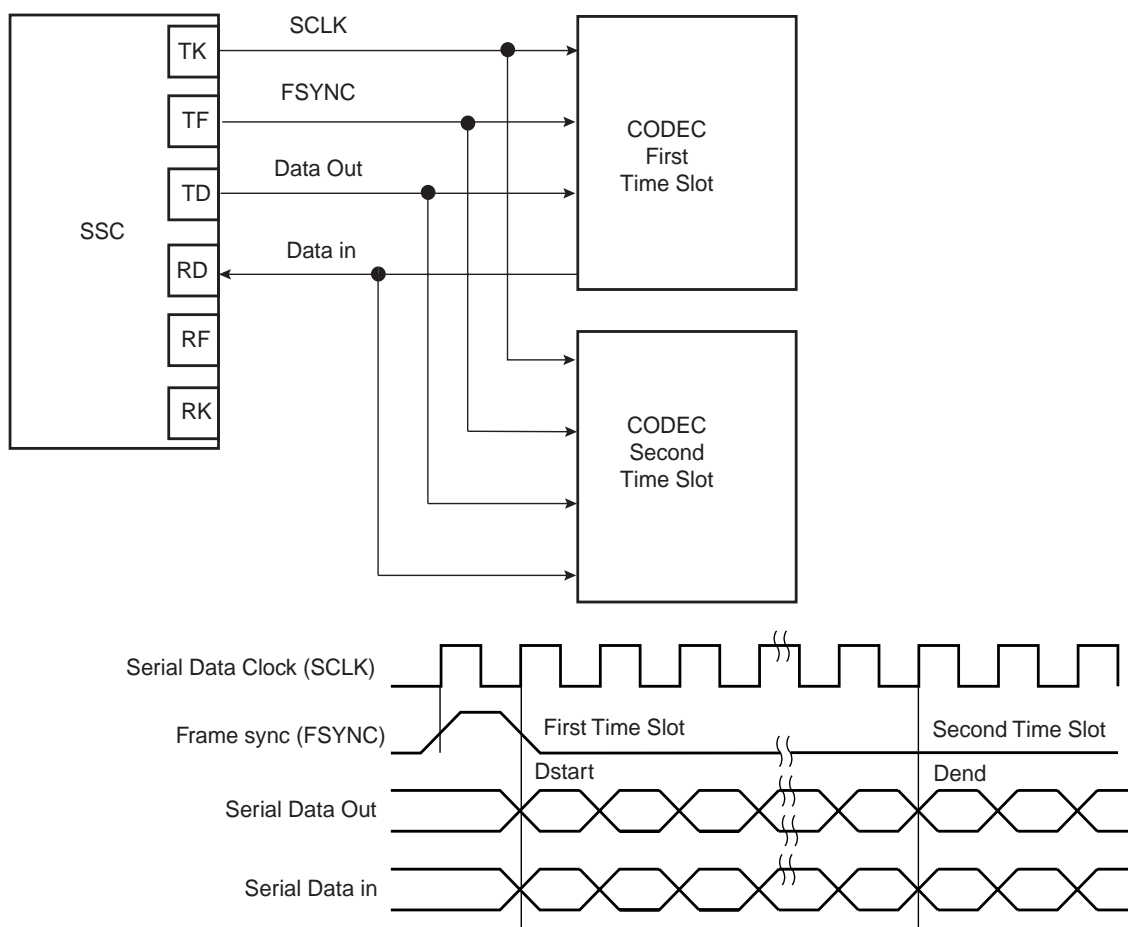 SCLK
TK
FSYNC
TF
CODEC
First
Time Slot
Data Out
TD
SSC
Data in
RD
RF
RK
CODEC
Second
Time Slot
Serial Data Clock (SCLK)
Frame sync (FSYNC)
First Time Slot
Second Time Slot
Dstart
Dend
Serial Data Out
Serial Data in